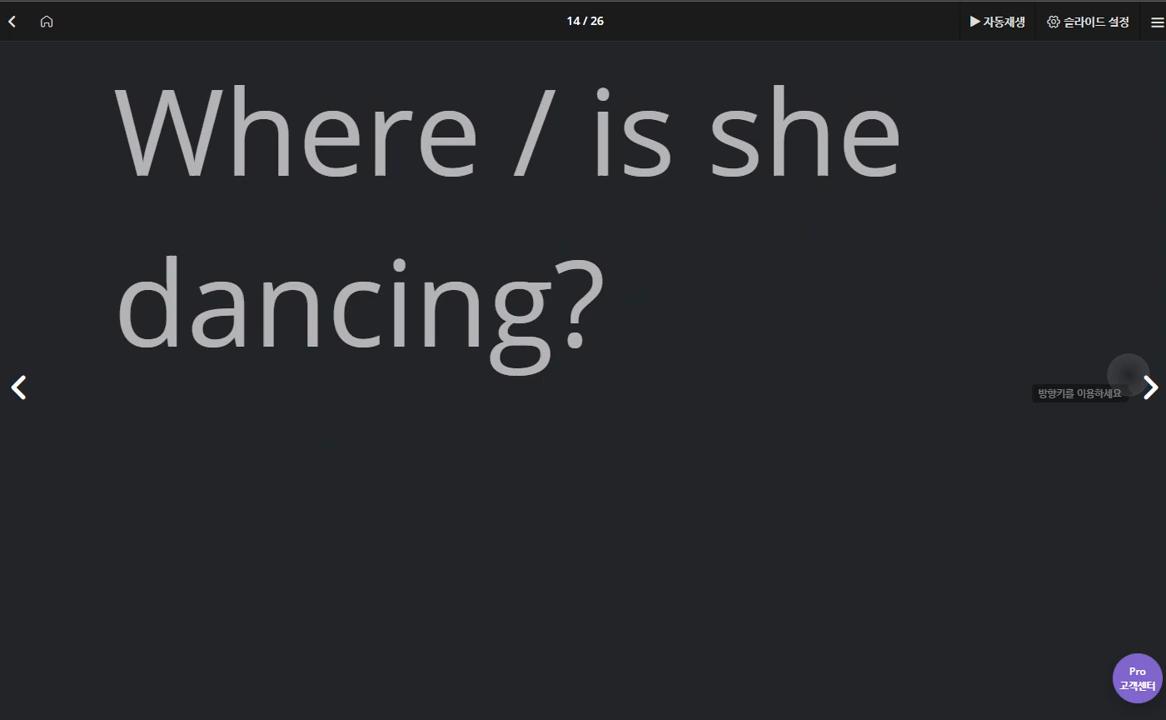 14 / 26
자동재생
슬라이드 설정
Where / is she
dancing?
방향키를 이용하세요
Pro
고객센터